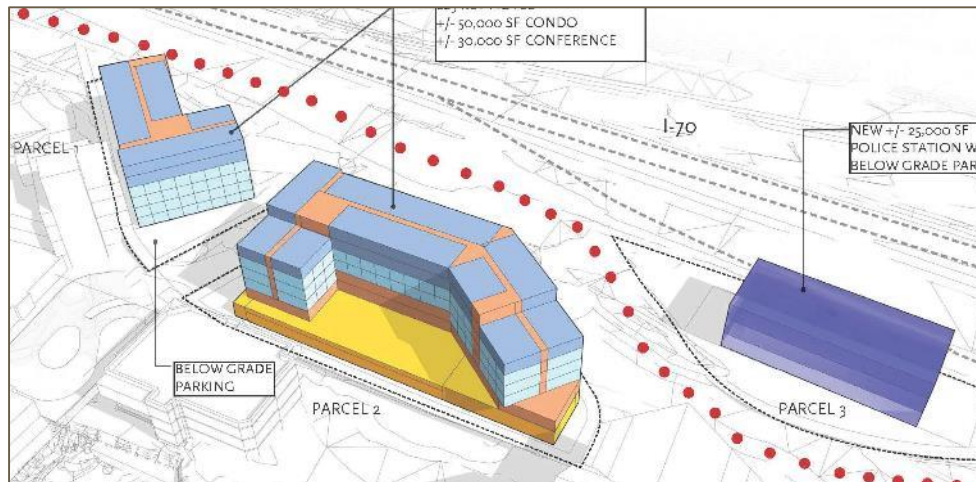 +/- 50,000 SF CONDO
+/- 30,000 SF CONFERENCE
I-70
NEW +/- 25,000 SF
POLICE STATION W
BELOW GRADE PAR
PARCEL
BELOW GRADE
PARKING
PARCEL 2
PARCEL 3